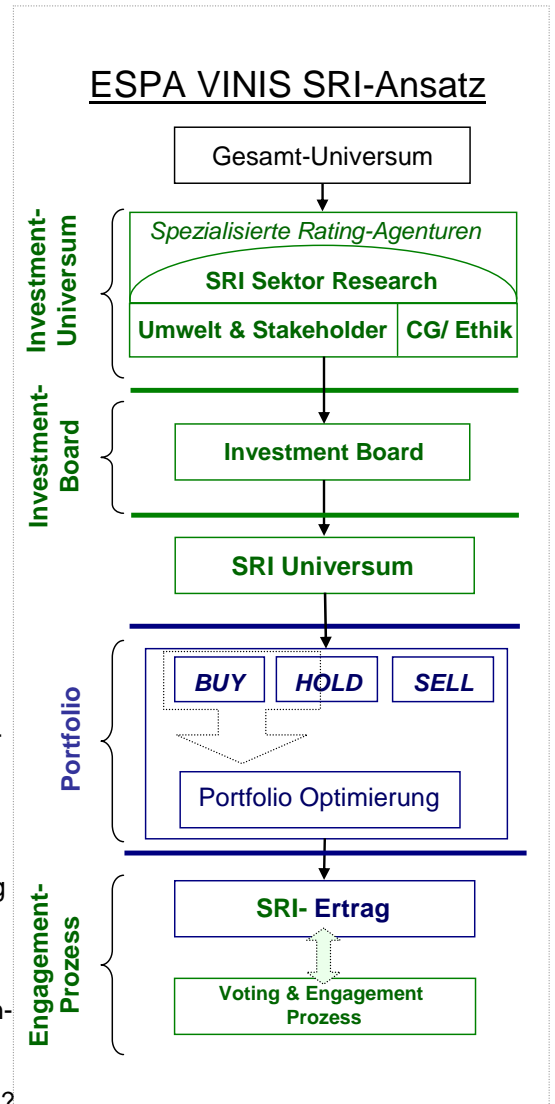 ESPA VINIS SRI-Ansatz
Gesamt-Universum
Investment-
Universum
Spezialisierte Rating-Agenturen
SRI Sektor Research
Umwelt & Stakeholder
CG/ Ethik
Investment-
Board
Investment Board
SRI Universum
Portfolio
BUY
HOLD
SELL
Portfolio Optimierung
Engagement-
Prozess
SRI- Ertrag
Voting & Engagement
Prozess
g
-
2